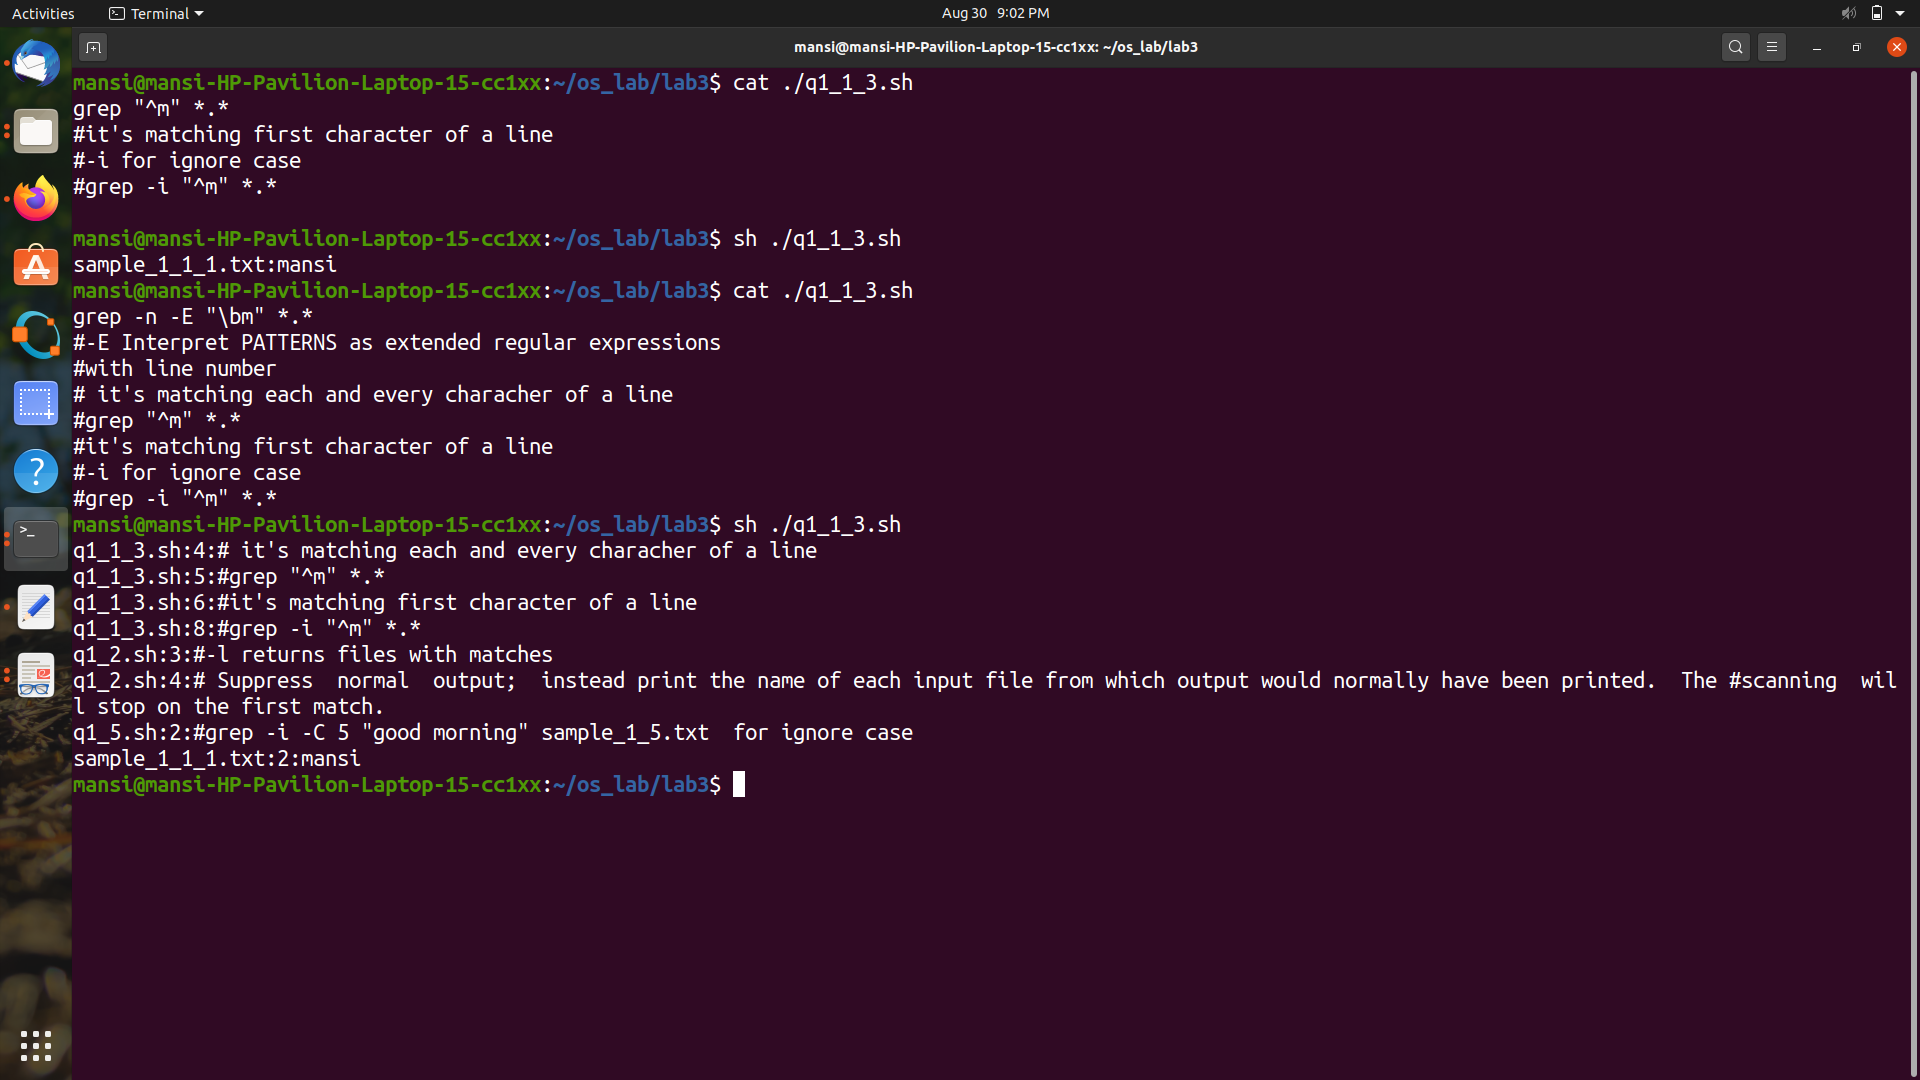 Activities Terminal Aug 30 9:02 PM
mansi@mansi-HP-Pavilion-Laptop-15-cc1xx: ~/os_lab/lab3
mansi@mansi-HP-Pavilion-Laptop-15-cc1xx:~/os_lab/lab3$ cat ./q1_1_3.sh
grep "^m" *.*
#it's matching first character of a line
#-i for ignore case
#grep -i "^m" *.*
mansi@mansi-HP-Pavilion-Laptop-15-cc1xx:~/os_lab/lab3$ sh ./q1_1_3.sh
sample_1_1_1.txt:mansi
mansi@mansi-HP-Pavilion-Laptop-15-cc1xx:~/os_lab/lab3$ cat ./q1_1_3.sh
grep -n -E "\bm" *.*
#-E Interpret PATTERNS as extended regular expressions
#with line number
# it's matching each and every characher of a line
#grep "^m" *.*
#it's matching first character of a line
#-i for ignore case
#grep -i "^m" *.*
mansi@mansi-HP-Pavilion-Laptop-15-cc1xx:~/os_lab/lab3$ sh ./q1_1_3.sh
q1_1_3.sh:4:# it's matching each and every characher of a line
q1_1_3.sh:5:#grep "^m" *.*
q1_1_3.sh:6:#it's matching first character of a line
q1_1_3.sh:8:#grep -i "^m" *.*
q1_2.sh:3:#-l returns files with matches
q1_2.sh:4:# Suppress  normal  output;  instead print the name of each input file from which output would normally have been printed.  The #scanning  wil
l stop on the first match.
q1_5.sh:2:#grep -i -C 5 "good morning" sample_1_5.txt  for ignore case
sample_1_1_1.txt:2:mansi
mansi@mansi-HP-Pavilion-Laptop-15-cc1xx:~/os_lab/lab3$